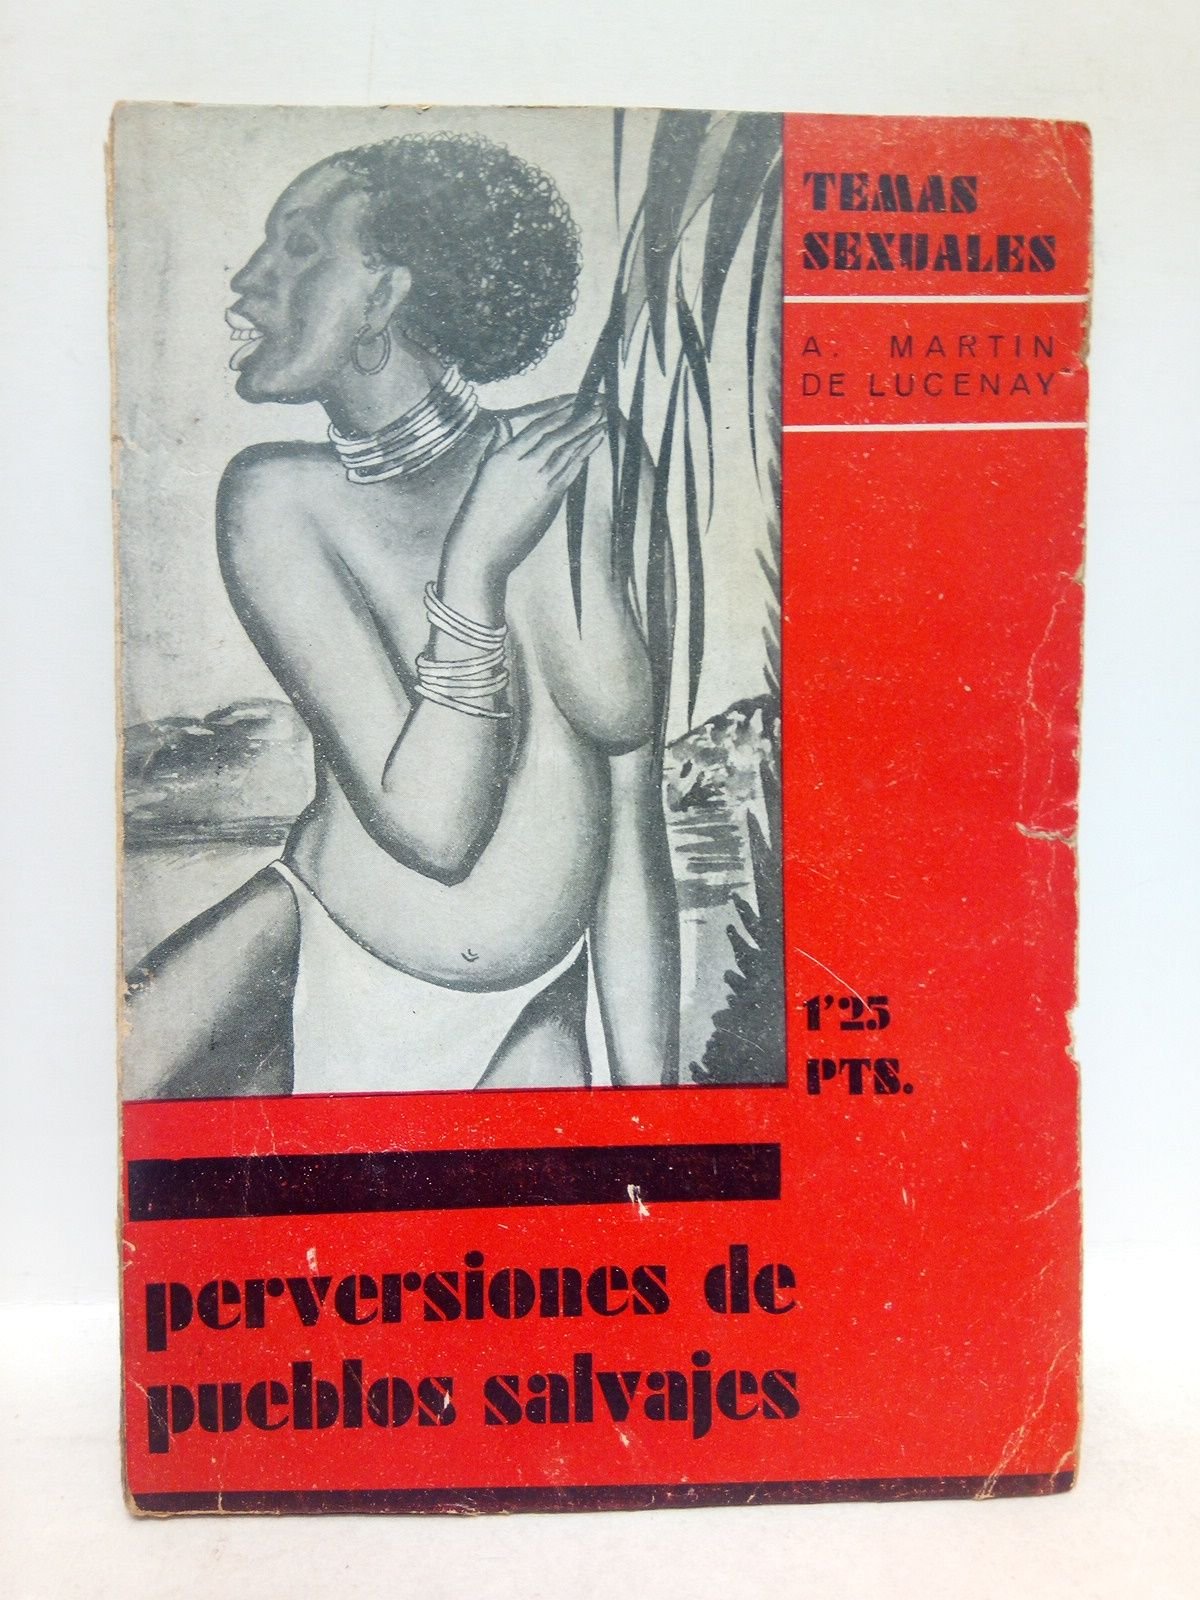 TEMAS
SEXUALES
A. MARTIN
DE LUCENAY
1'25
PTS.
perversiones de
pueblos salvajes